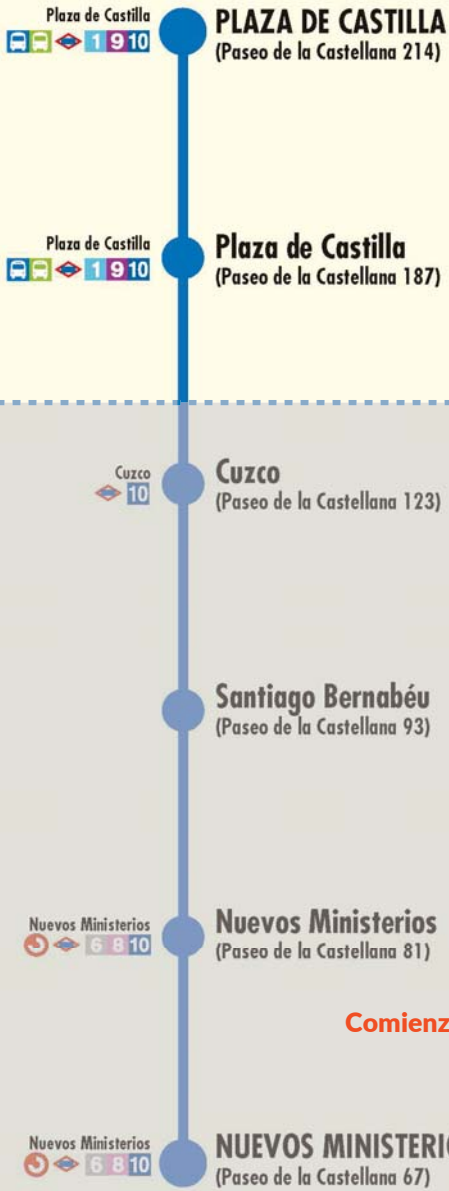 Plaza de Castilla
1 9 10
PLAZA DE CASTILLA
(Paseo de la Castellana 214)
Plaza de Castilla
1 9 10
Plaza de Castilla
(Paseo de la Castellana 187)
Cuzco
10
Cuzco
(Paseo de la Castellana 123)
Santiago Bernabéu
(Paseo de la Castellana 93)
Nuevos Ministerios
6 8 10
Nuevos Ministerios
(Paseo de la Castellana 81)
Comienz
Nuevos Ministerios
6 8 10
NUEVOS MINISTERIO
(Paseo de la Castellana 67)